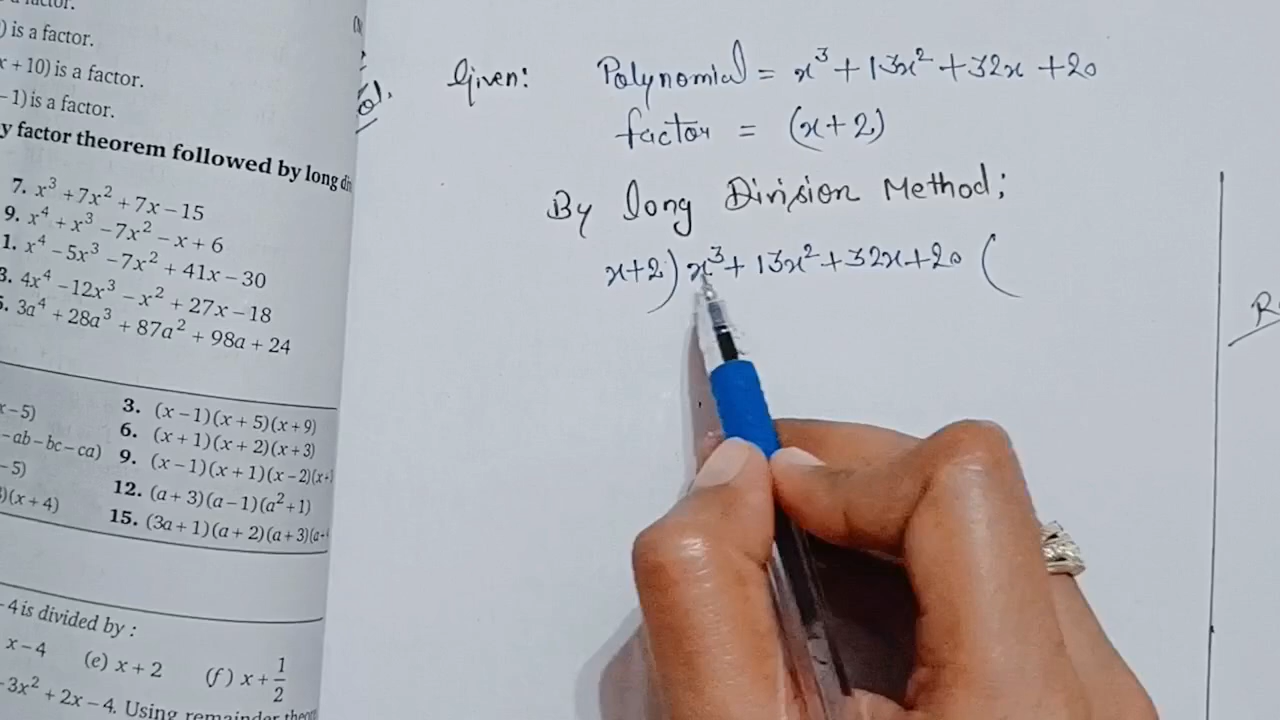 ) is a factor.
x + 10) is a factor.
– 1) is a factor.
y factor theorem followed by long
7. x³ + 7x² + 7x – 15
9. x⁴ + x³ – 7x² – x + 6
1. x⁴ – 5x³ – 7x² + 41x – 30
3. 4x⁴ – 12x³ – x² + 27x – 18
5. 3a⁴ + 28a³ + 87a² + 98a + 24
x – 5)
3. (x – 1)(x + 5)(x + 9)
– ab – bc – ca)
6. (x + 1)(x + 2)(x + 3)
– 5)
9. (x – 1)(x + 1)(x – 2)(x +
)(x + 4)
12. (a + 3)(a – 1)(a² + 1)
15. (3a + 1)(a + 2)(a + 3)(a +
– 4 is divided by :
x – 4 (e) x + 2 (f) x + 1/2
– 3x² + 2x – 4. Using remainder
Given: Polynomial = x³ + 13x² + 32x + 20
factor = (x+2)
By long Division Method;
x+2) x³ + 13x² + 32x + 20 (